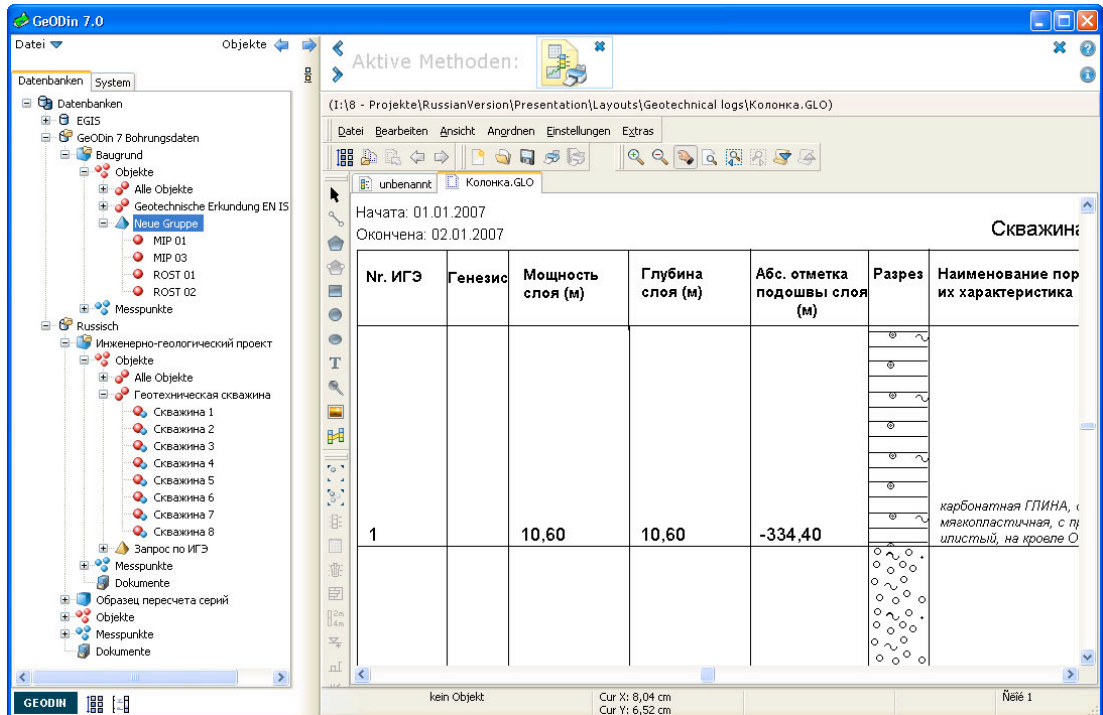 GeODin 7.0
Datei
Objekte
Datenbanken System
Datenbanken
EGIS
GeODin 7 Bohrungsdaten
Baugrund
Objekte
Alle Objekte
Geotechnische Erkundung EN IS
Neue Gruppe
MIP 01
MIP 03
ROST 01
ROST 02
Messpunkte
Russisch
Инженерно-геологический проект
Objekte
Alle Objekte
Геотехническая скважина
Скважина 1
Скважина 2
Скважина 3
Скважина 4
Скважина 5
Скважина 6
Скважина 7
Скважина 8
Запрос по ИГЭ
Messpunkte
Dokumente
Образец пересчета серий
Objekte
Messpunkte
Dokumente
GEODIN
Aktive Methoden:
(I:\8 - Projekte\RussianVersion\Presentation\Layouts\Geotechnical logs\Колонка.GLO)
Datei Bearbeiten Ansicht Angrdnen Einstellungen Extras
unbenannt Колонка.GLO
Начата: 01.01.2007
Окончена: 02.01.2007
Скважина
Nr. ИГЭ Генезис Мощность слоя (м) Глубина слоя (м) Абс. отметка подошвы слоя (м) Разрез Наименование пор их характеристика
1 10,60 10,60 -334,40
карбонатная ГЛИНА, с
мягкопластичная, с п
илистый, на кровле О
kein Objekt
Cur X: 8,04 cm
Cur Y: 6,52 cm
Ñëîé 1